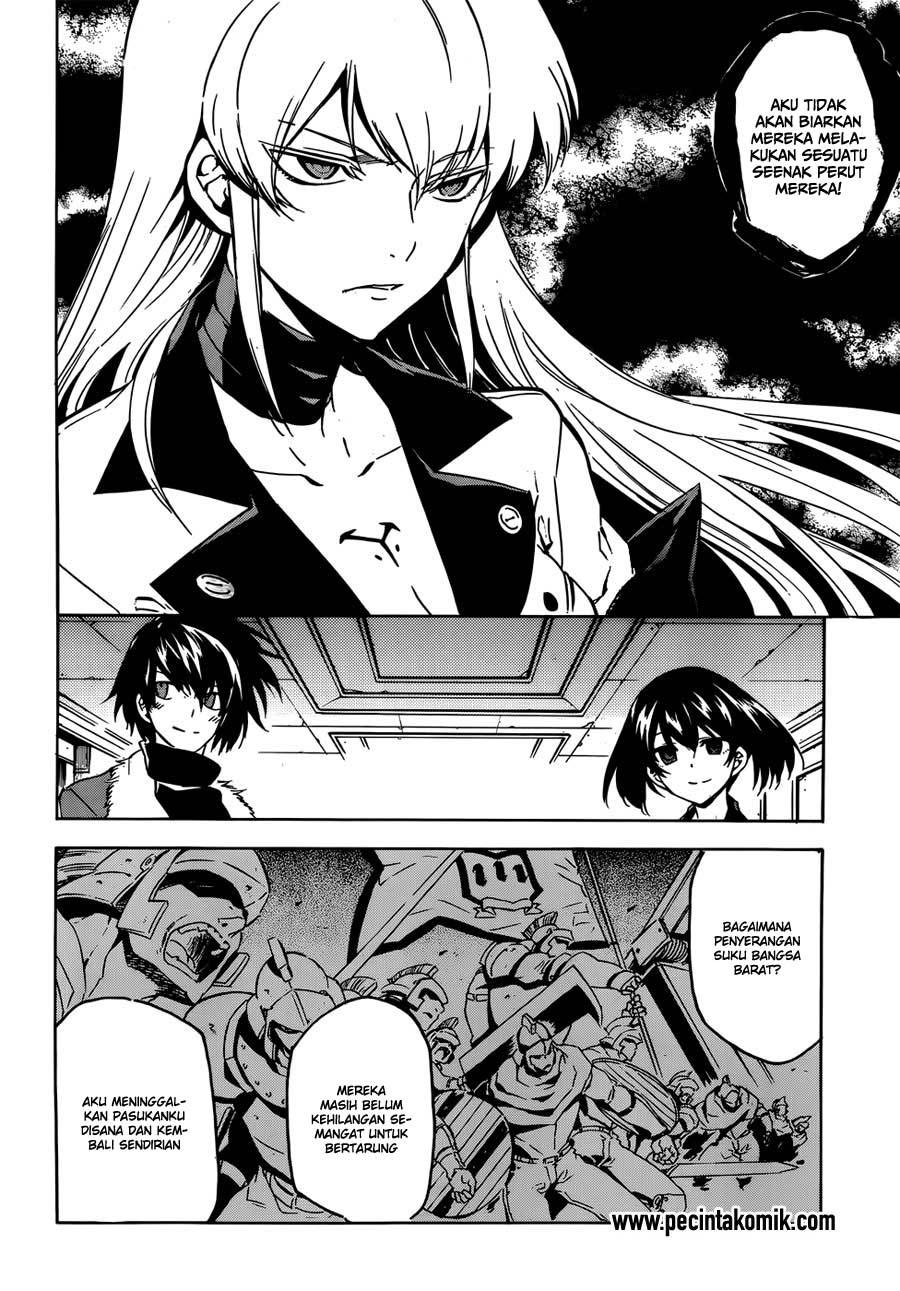 AKU TIDAK
AKAN BIARKAN
MEREKA MELA-
KUKAN SESUATU
SEENAK PERUT
MEREKA!
BAGAIMANA
PENYERANGAN
SUKU BANGSA
BARAT?
MEREKA
MASIH BELUM
KEHILANGAN SE-
MANGAT UNTUK
BERTARUNG
AKU MENINGGAL-
KAN PASUKANKU
DISANA DAN KEM-
BALI SENDIRIAN
www.pecintakomik.com